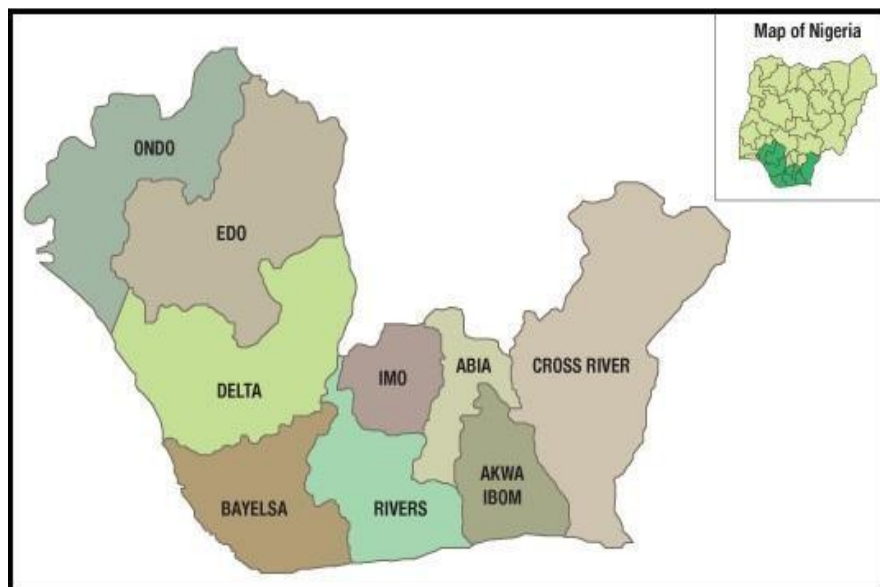 Map of Nigeria
ONDO
EDO
DELTA
IMO
ABIA
CROSS RIVER
BAYELSA
RIVERS
AKWA
IBOM